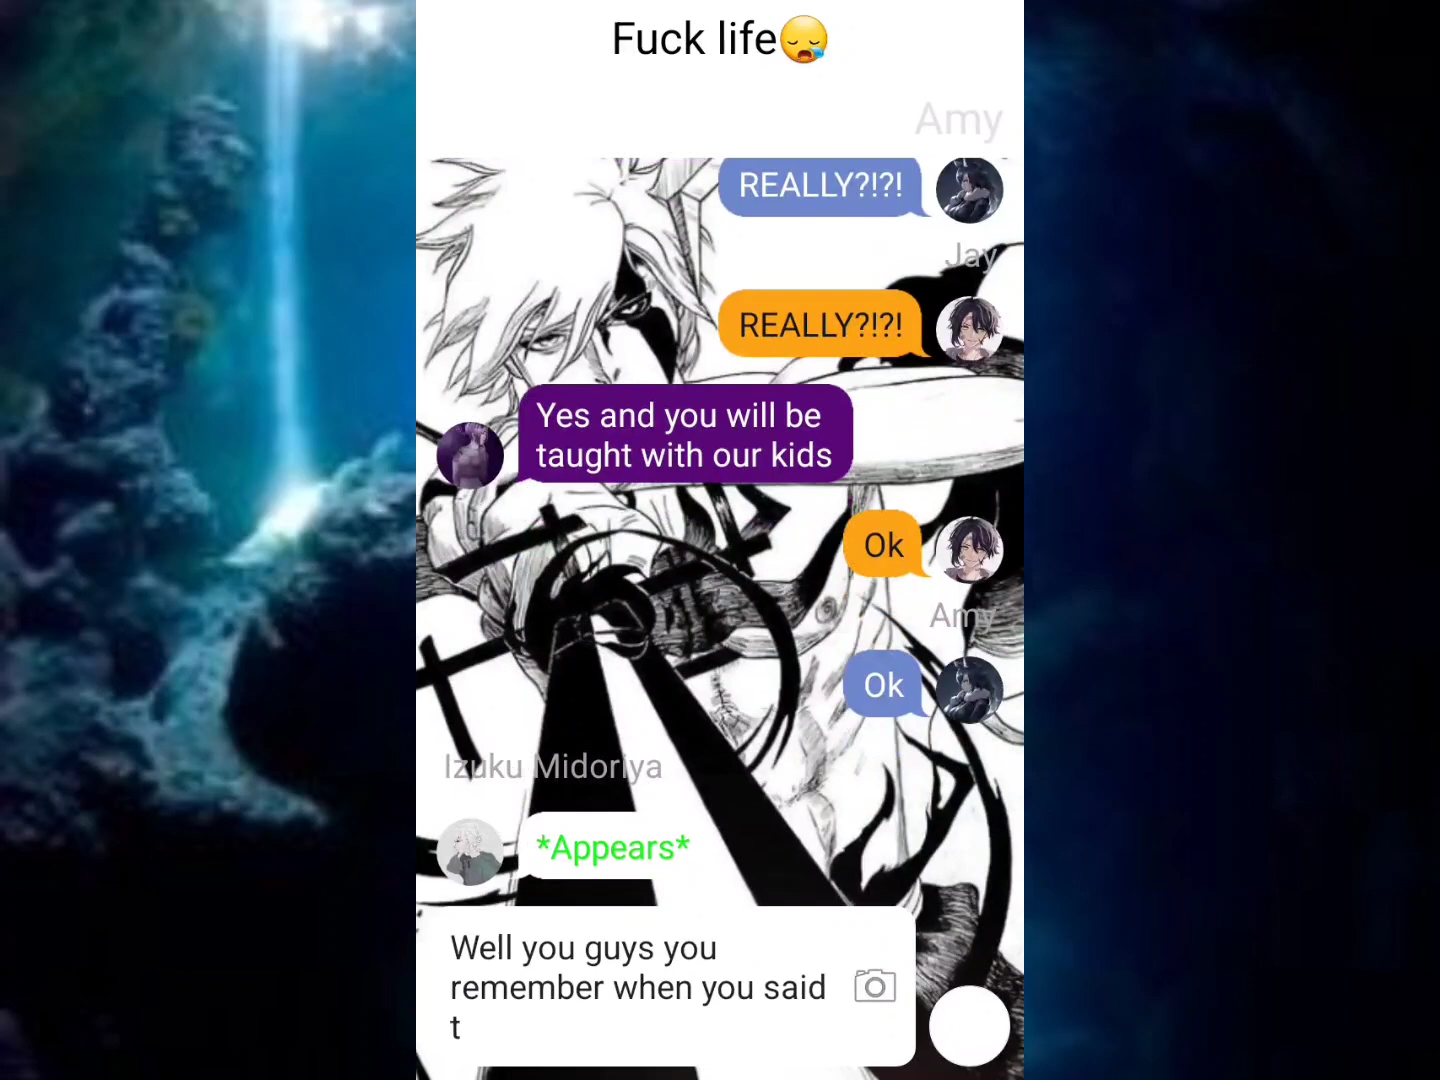 Fuck life😪
Amy
REALLY?!?!
Jay
REALLY?!?!
Yes and you will be
taught with our kids
Ok
Amy
Ok
Izuku Midoriya
*Appears*
Well you guys you
remember when you said
t